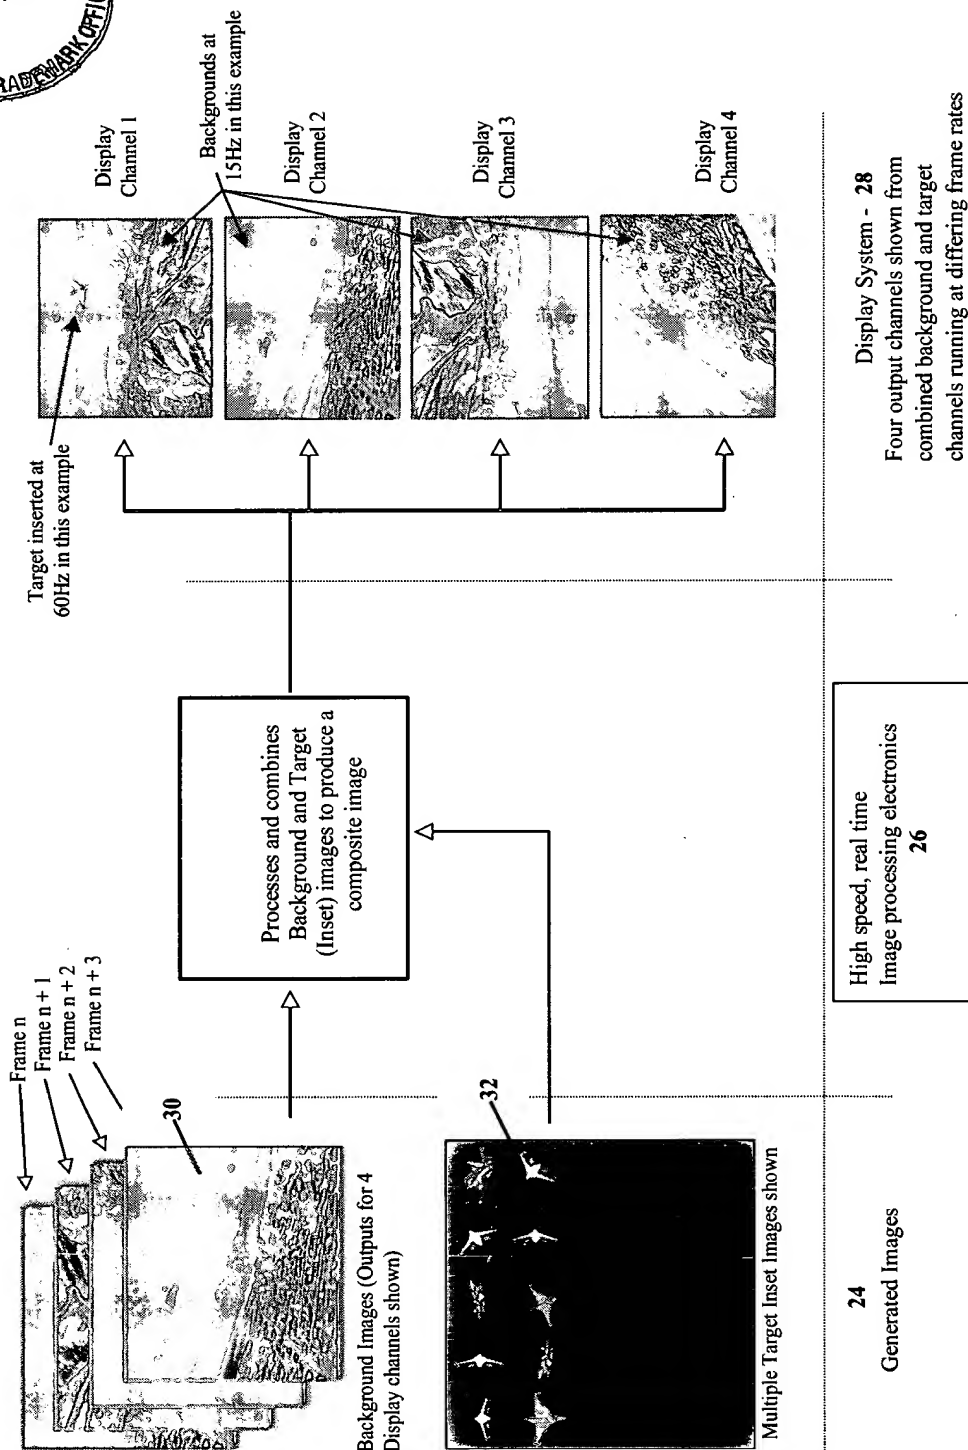 RADEMARK OFFIC
Target inserted at
60Hz in this example
Backgrounds at
15Hz in this example
Display
Channel 1
Display
Channel 2
Display
Channel 3
Display
Channel 4
Frame n
Frame n + 1
Frame n + 2
Frame n + 3
30
Background Images (Outputs for 4
Display channels shown)
Processes and combines
Background and Target
(Inset) images to produce a
composite image
32
Multiple Target Inset Images shown
24
Generated Images
High speed, real time
Image processing electronics
26
Display System - 28
Four output channels shown from
combined background and target
channels running at differing frame rates